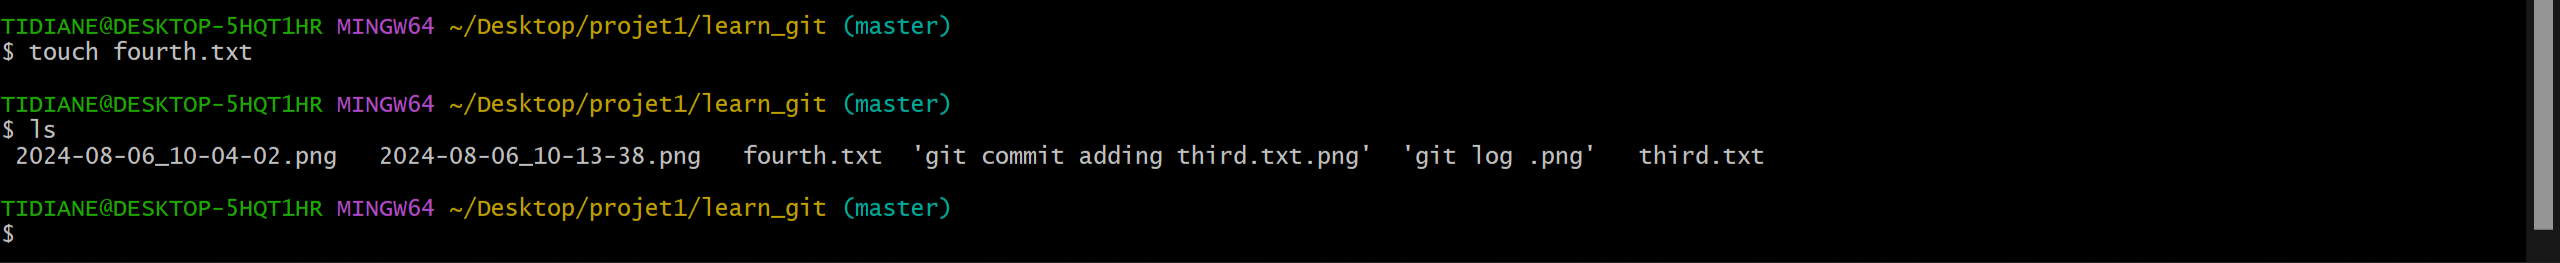 TIDIANE@DESKTOP-5HQT1HR MINGW64 ~/Desktop/projet1/learn_git (master)
$ touch fourth.txt
TIDIANE@DESKTOP-5HQT1HR MINGW64 ~/Desktop/projet1/learn_git (master)
$ ls
2024-08-06_10-04-02.png 2024-08-06_10-13-38.png fourth.txt 'git commit adding third.txt.png' 'git log .png' third.txt
TIDIANE@DESKTOP-5HQT1HR MINGW64 ~/Desktop/projet1/learn_git (master)
$